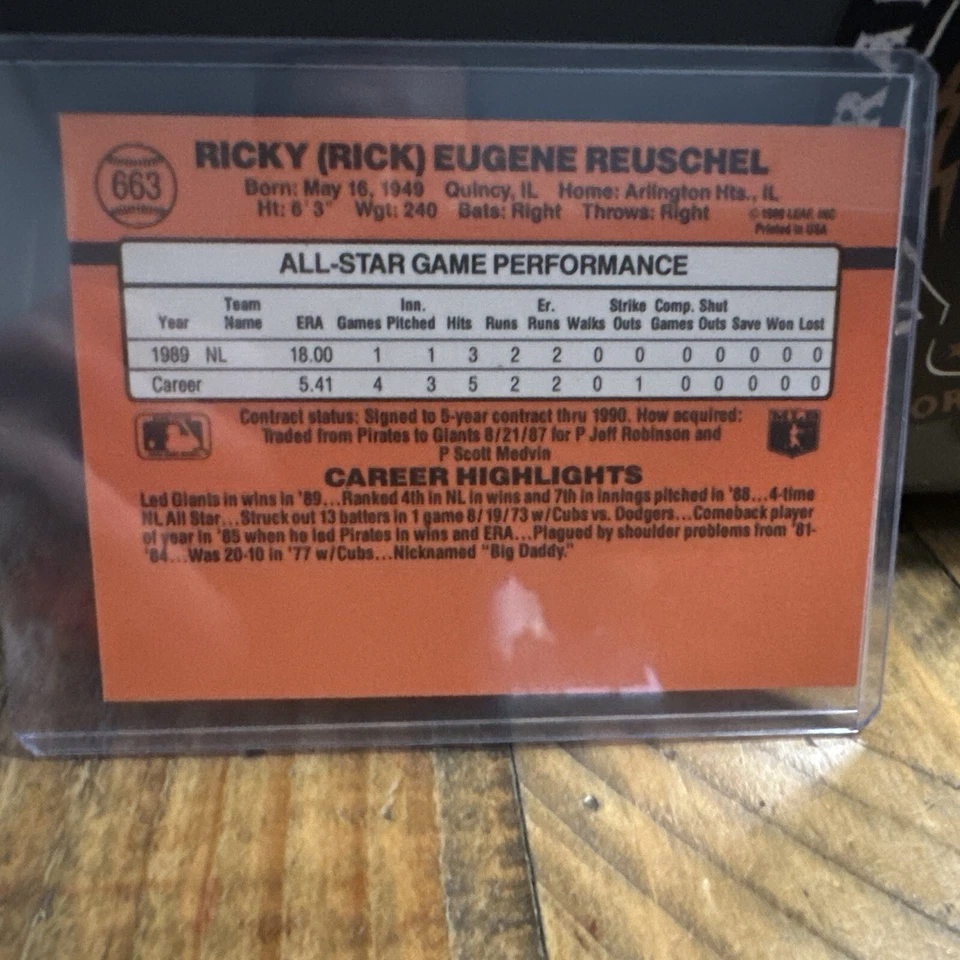 663
RICKY (RICK) EUGENE REUSCHEL
Born: May 16, 1949 Quincy, IL Home: Arlington Hts., IL
Ht: 6'3" Wgt: 240 Bats: Right Throws: Right
LEAF, INC
Printed in USA
ALL-STAR GAME PERFORMANCE
Year Team Name ERA Games Inn. Pitched Hits Runs Er. Runs Walks Strike Outs Comp. Games Shut Outs Save Won Lost
1989 NL 18.00 1 1 3 2 2 0 0 0 0 0 0 0
Career 5.41 4 3 5 2 2 0 1 0 0 0 0 0
Contract status: Signed to 5-year contract thru 1990. How acquired:
Traded from Pirates to Giants 8/21/87 for P Jeff Robinson and
P Scott Medvin
CAREER HIGHLIGHTS
Led Giants in wins in '89...Ranked 4th in NL in wins and 7th in innings pitched in '88...4-time
NL All Star...Struck out 13 batters in 1 game 8/19/73 w/Cubs vs. Dodgers...Comeback player
of year in '85 when he led Pirates in wins and ERA...Plagued by shoulder problems from '81-
'84...Was 20-10 in '77 w/Cubs...Nicknamed "Big Daddy."